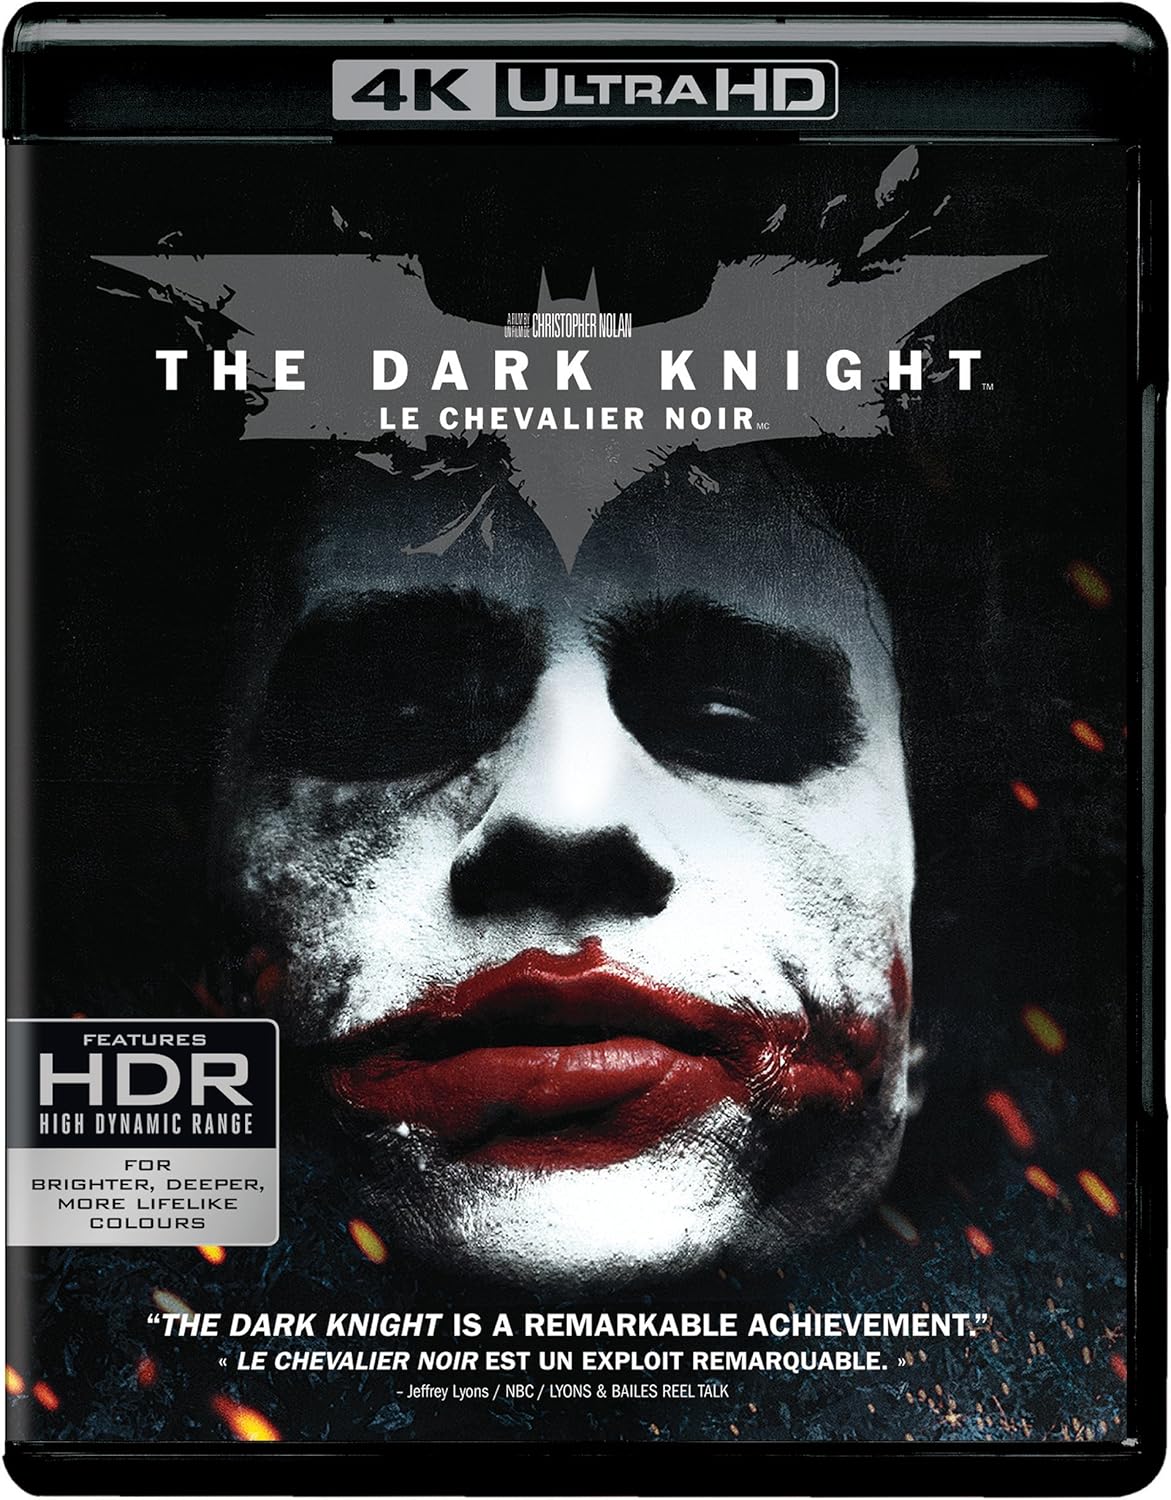 4K ULTRA HD
A FILM BY
UN FILM DE CHRISTOPHER NOLAN
THE DARK KNIGHT™
LE CHEVALIER NOIR MC
FEATURES
HDR
HIGH DYNAMIC RANGE
FOR
BRIGHTER, DEEPER,
MORE LIFELIKE
COLOURS
“THE DARK KNIGHT IS A REMARKABLE ACHIEVEMENT.”
« LE CHEVALIER NOIR EST UN EXPLOIT REMARQUABLE. »
– Jeffrey Lyons / NBC / LYONS & BAILES REEL TALK